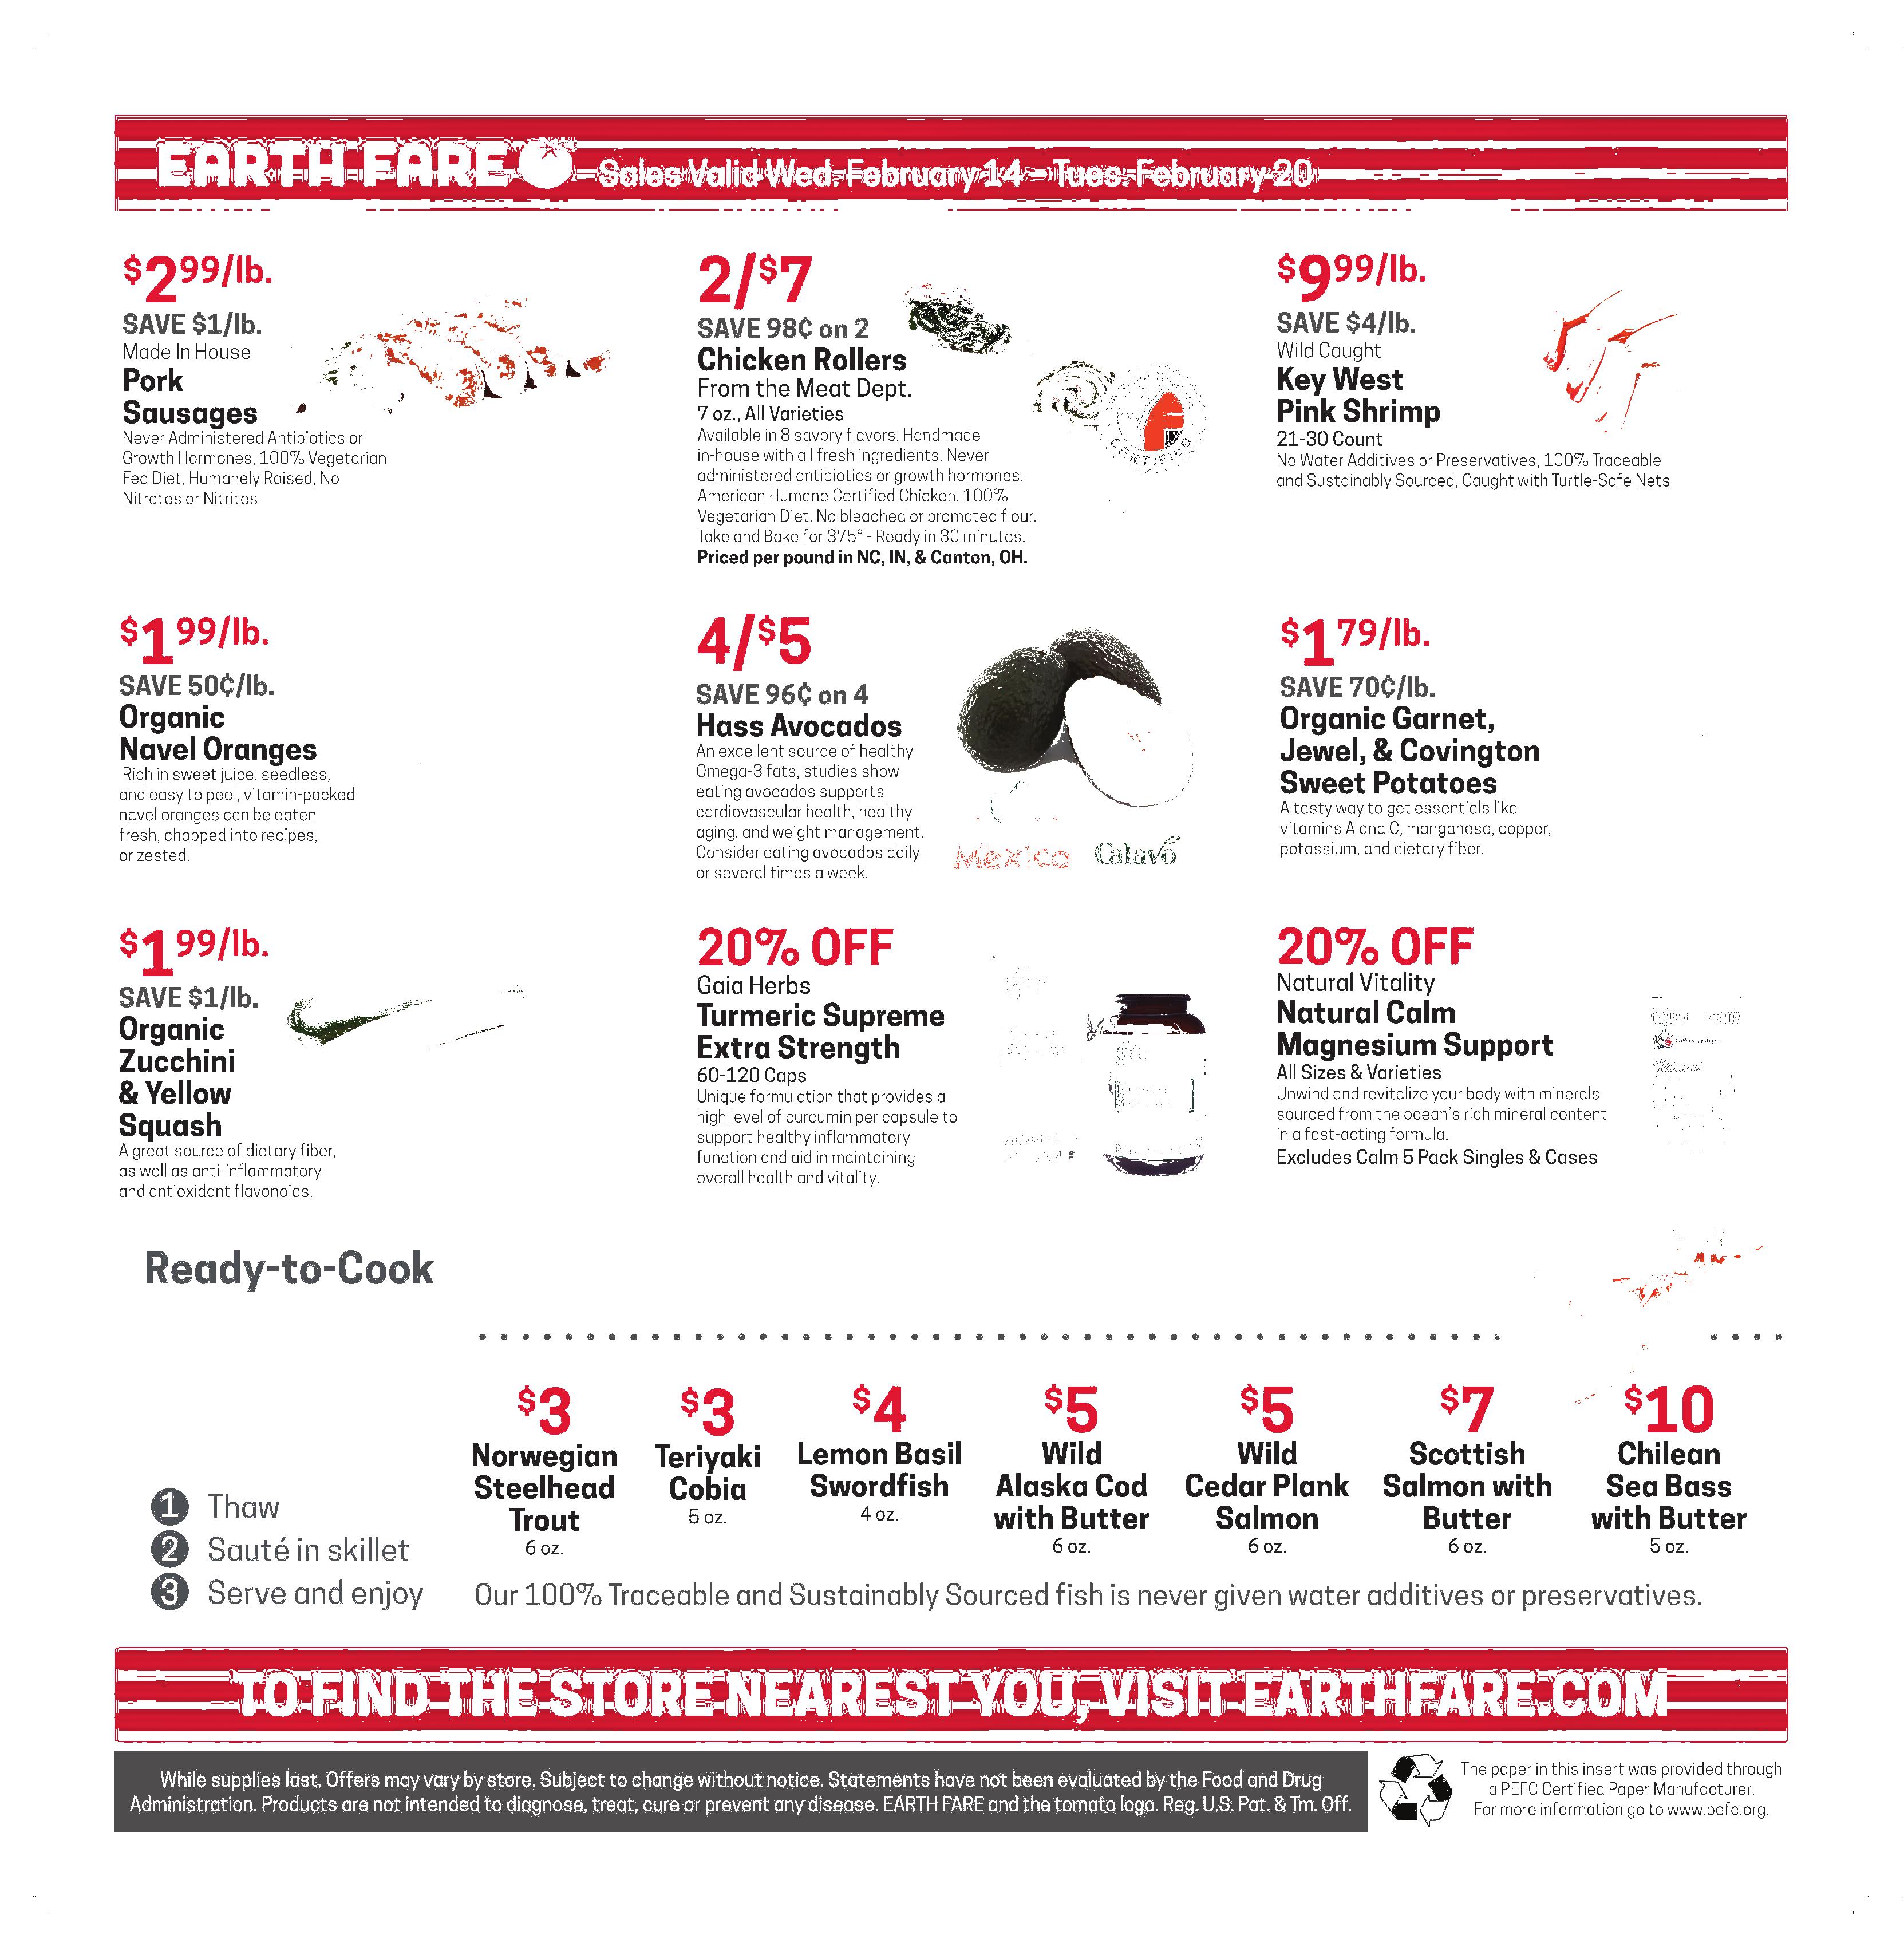 EARTH FARE Sales Valid Wed. February 14 - Tues. February 20
$2 99/lb.
SAVE $1/lb.
Made In House
Pork
Sausages
Never Administered Antibiotics or
Growth Hormones, 100% Vegetarian
Fed Diet, Humanely Raised, No
Nitrates or Nitrites
2/$7
SAVE 98¢ on 2
Chicken Rollers
From the Meat Dept.
7 oz., All Varieties
Available in 8 savory flavors. Handmade
in-house with all fresh ingredients. Never
administered antibiotics or growth hormones.
American Humane Certified Chicken. 100%
Vegetarian Diet. No bleached or bromated flour.
Take and Bake for 375° - Ready in 30 minutes.
Priced per pound in NC, IN, & Canton, OH.
CERTIFIED
$9 99/lb.
SAVE $4/lb.
Wild Caught
Key West
Pink Shrimp
21-30 Count
No Water Additives or Preservatives, 100% Traceable
and Sustainably Sourced, Caught with Turtle-Safe Nets
$1 99/lb.
SAVE 50¢/lb.
Organic
Navel Oranges
Rich in sweet juice, seedless,
and easy to peel, vitamin-packed
navel oranges can be eaten
fresh, chopped into recipes,
or zested.
4/$5
SAVE 96¢ on 4
Hass Avocados
An excellent source of healthy
Omega-3 fats, studies show
eating avocados supports
cardiovascular health, healthy
aging, and weight management.
Consider eating avocados daily
or several times a week.
Mexico Calavo
$1 79/lb.
SAVE 70¢/lb.
Organic Garnet,
Jewel, & Covington
Sweet Potatoes
A tasty way to get essentials like
vitamins A and C, manganese, copper,
potassium, and dietary fiber.
$1 99/lb.
SAVE $1/lb.
Organic
Zucchini
& Yellow
Squash
A great source of dietary fiber,
as well as anti-inflammatory
and antioxidant flavonoids.
20% OFF
Gaia Herbs
Turmeric Supreme
Extra Strength
60-120 Caps
Unique formulation that provides a
high level of curcumin per capsule to
support healthy inflammatory
function and aid in maintaining
overall health and vitality.
20% OFF
Natural Vitality
Natural Calm
Magnesium Support
All Sizes & Varieties
Unwind and revitalize your body with minerals
sourced from the ocean's rich mineral content
in a fast-acting formula.
Excludes Calm 5 Pack Singles & Cases
Ready-to-Cook
1 Thaw
2 Sauté in skillet
3 Serve and enjoy
$3
Norwegian
Steelhead
Trout
6 oz.
$3
Teriyaki
Cobia
5 oz.
$4
Lemon Basil
Swordfish
4 oz.
$5
Wild
Alaska Cod
with Butter
6 oz.
$5
Wild
Cedar Plank
Salmon
6 oz.
$7
Scottish
Salmon with
Butter
6 oz.
$10
Chilean
Sea Bass
with Butter
5 oz.
Our 100% Traceable and Sustainably Sourced fish is never given water additives or preservatives.
TO FIND THE STORE NEAREST YOU, VISIT EARTHFARE.COM
While supplies last. Offers may vary by store. Subject to change without notice. Statements have not been evaluated by the Food and Drug
Administration. Products are not intended to diagnose, treat, cure or prevent any disease. EARTH FARE and the tomato logo. Reg. U.S. Pat. & Tm. Off.
The paper in this insert was provided through
a PEFC Certified Paper Manufacturer.
For more information go to www.pefc.org.